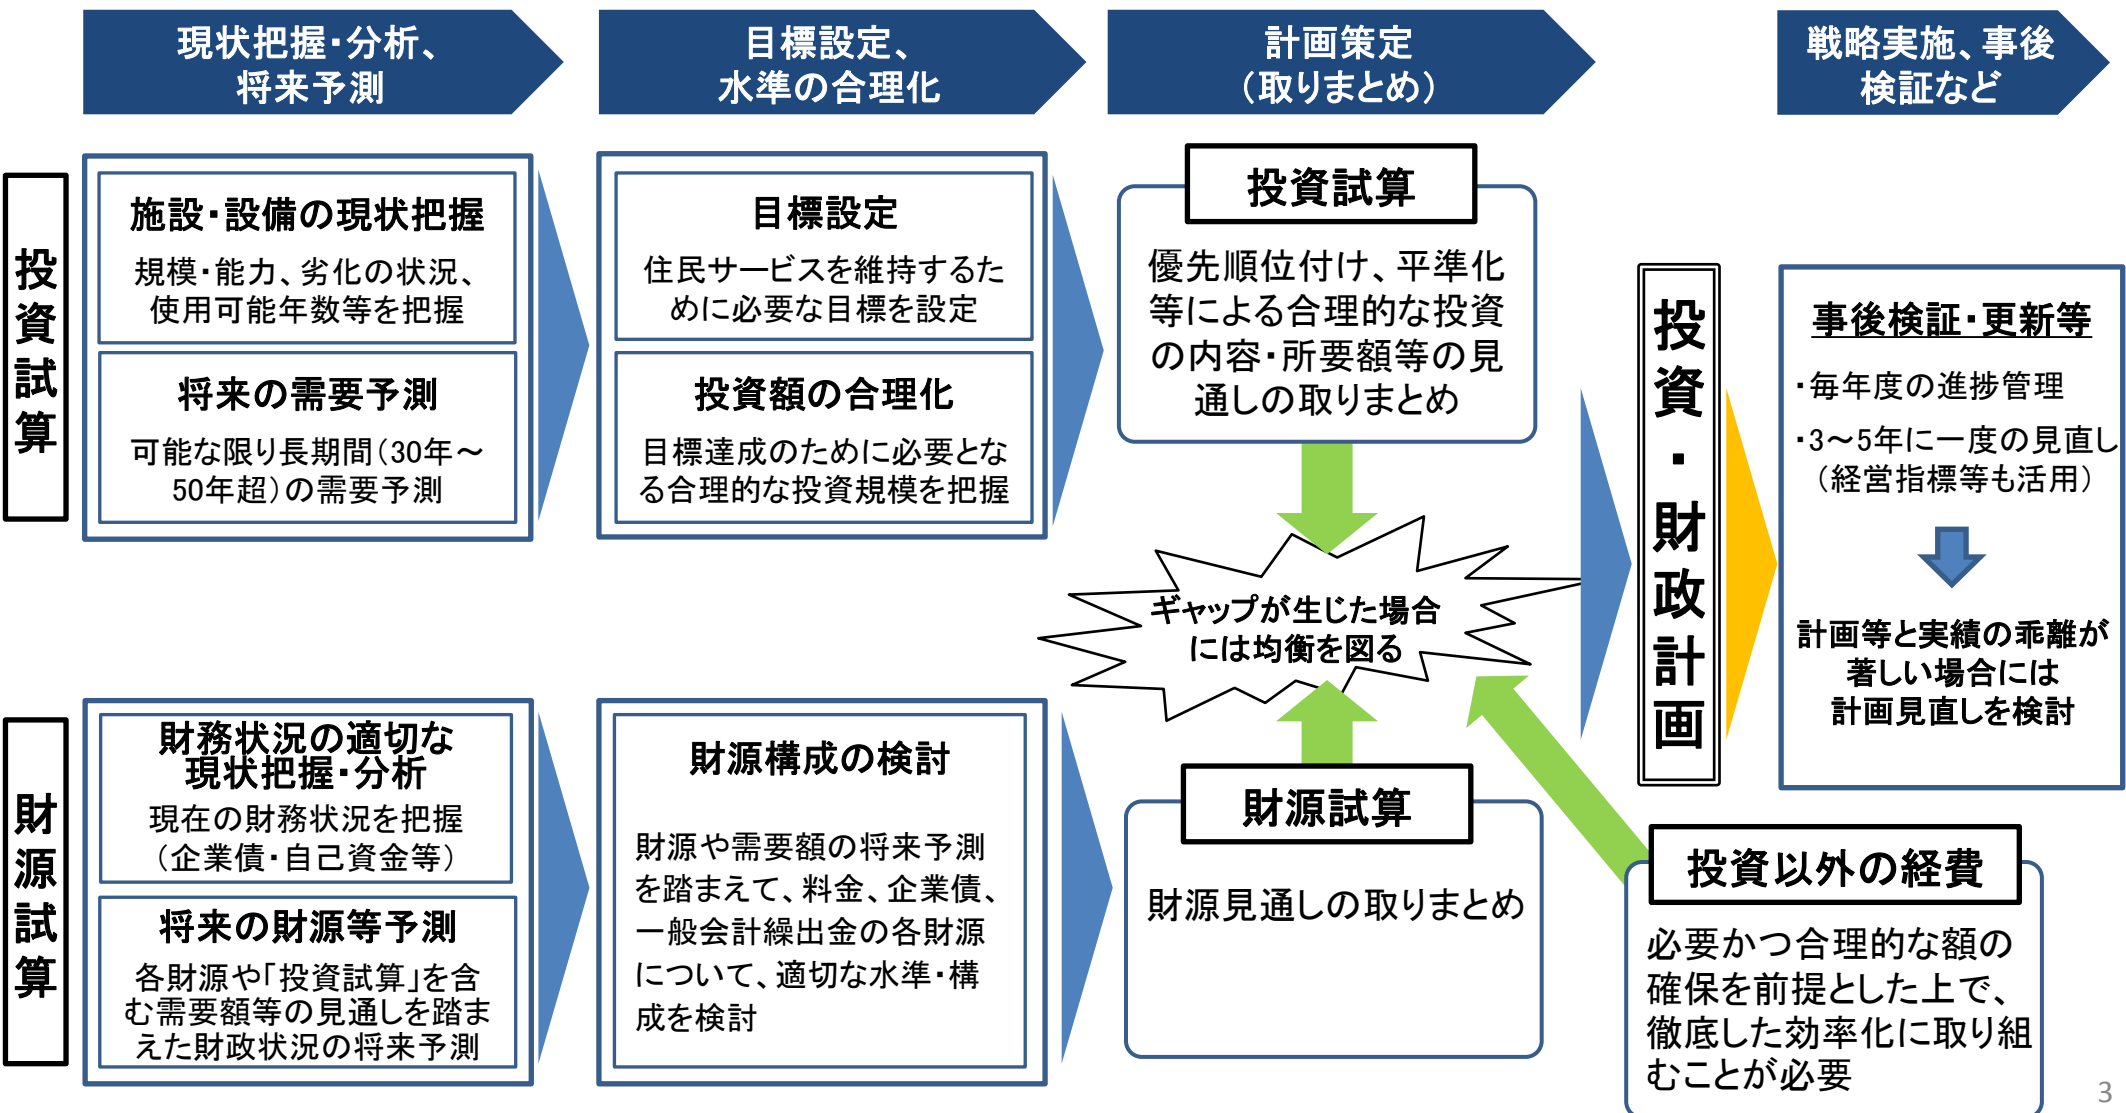 現状把握・分析、
将来予測
目標設定、
水準の合理化
計画策定
（取りまとめ）
戦略実施、事後
検証など
投資試算
施設・設備の現状把握
規模・能力、劣化の状況、
使用可能年数等を把握
将来の需要予測
可能な限り長期間（30年～
50年超）の需要予測
目標設定
住民サービスを維持するた
めに必要な目標を設定
投資額の合理化
目標達成のために必要とな
る合理的な投資規模を把握
投資試算
優先順位付け、平準化
等による合理的な投資
の内容・所要額等の見
通しの取りまとめ
ギャップが生じた場合
には均衡を図る
投資・財政計画
事後検証・更新等
・毎年度の進捗管理
・3～5年に一度の見直し
（経営指標等も活用）
計画等と実績の乖離が
著しい場合には
計画見直しを検討
財源試算
財務状況の適切な
現状把握・分析
現在の財務状況を把握
（企業債・自己資金等）
将来の財源等予測
各財源や「投資試算」を含
む需要額等の見通しを踏ま
えた財政状況の将来予測
財源構成の検討
財源や需要額の将来予測
を踏まえて、料金、企業債、
一般会計繰出金の各財源
について、適切な水準・構
成を検討
財源試算
財源見通しの取りまとめ
投資以外の経費
必要かつ合理的な額の
確保を前提とした上で、
徹底した効率化に取り組
むことが必要
3